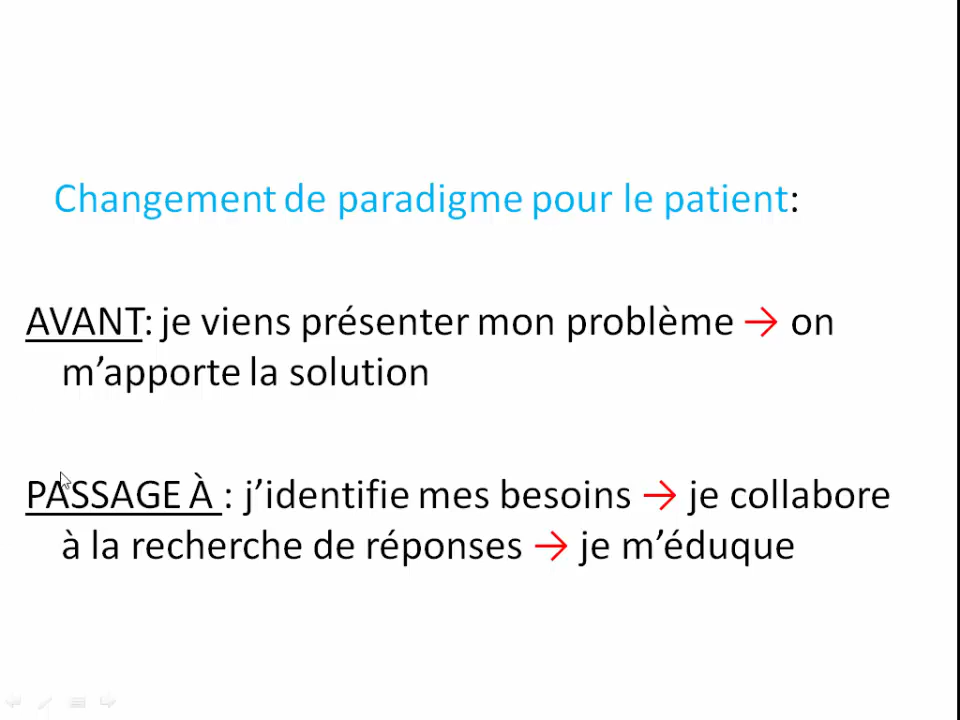 Changement de paradigme pour le patient:
AVANT: je viens présenter mon problème → on
m’apporte la solution
PASSAGE À : j’identifie mes besoins → je collabore
à la recherche de réponses → je m’éduque